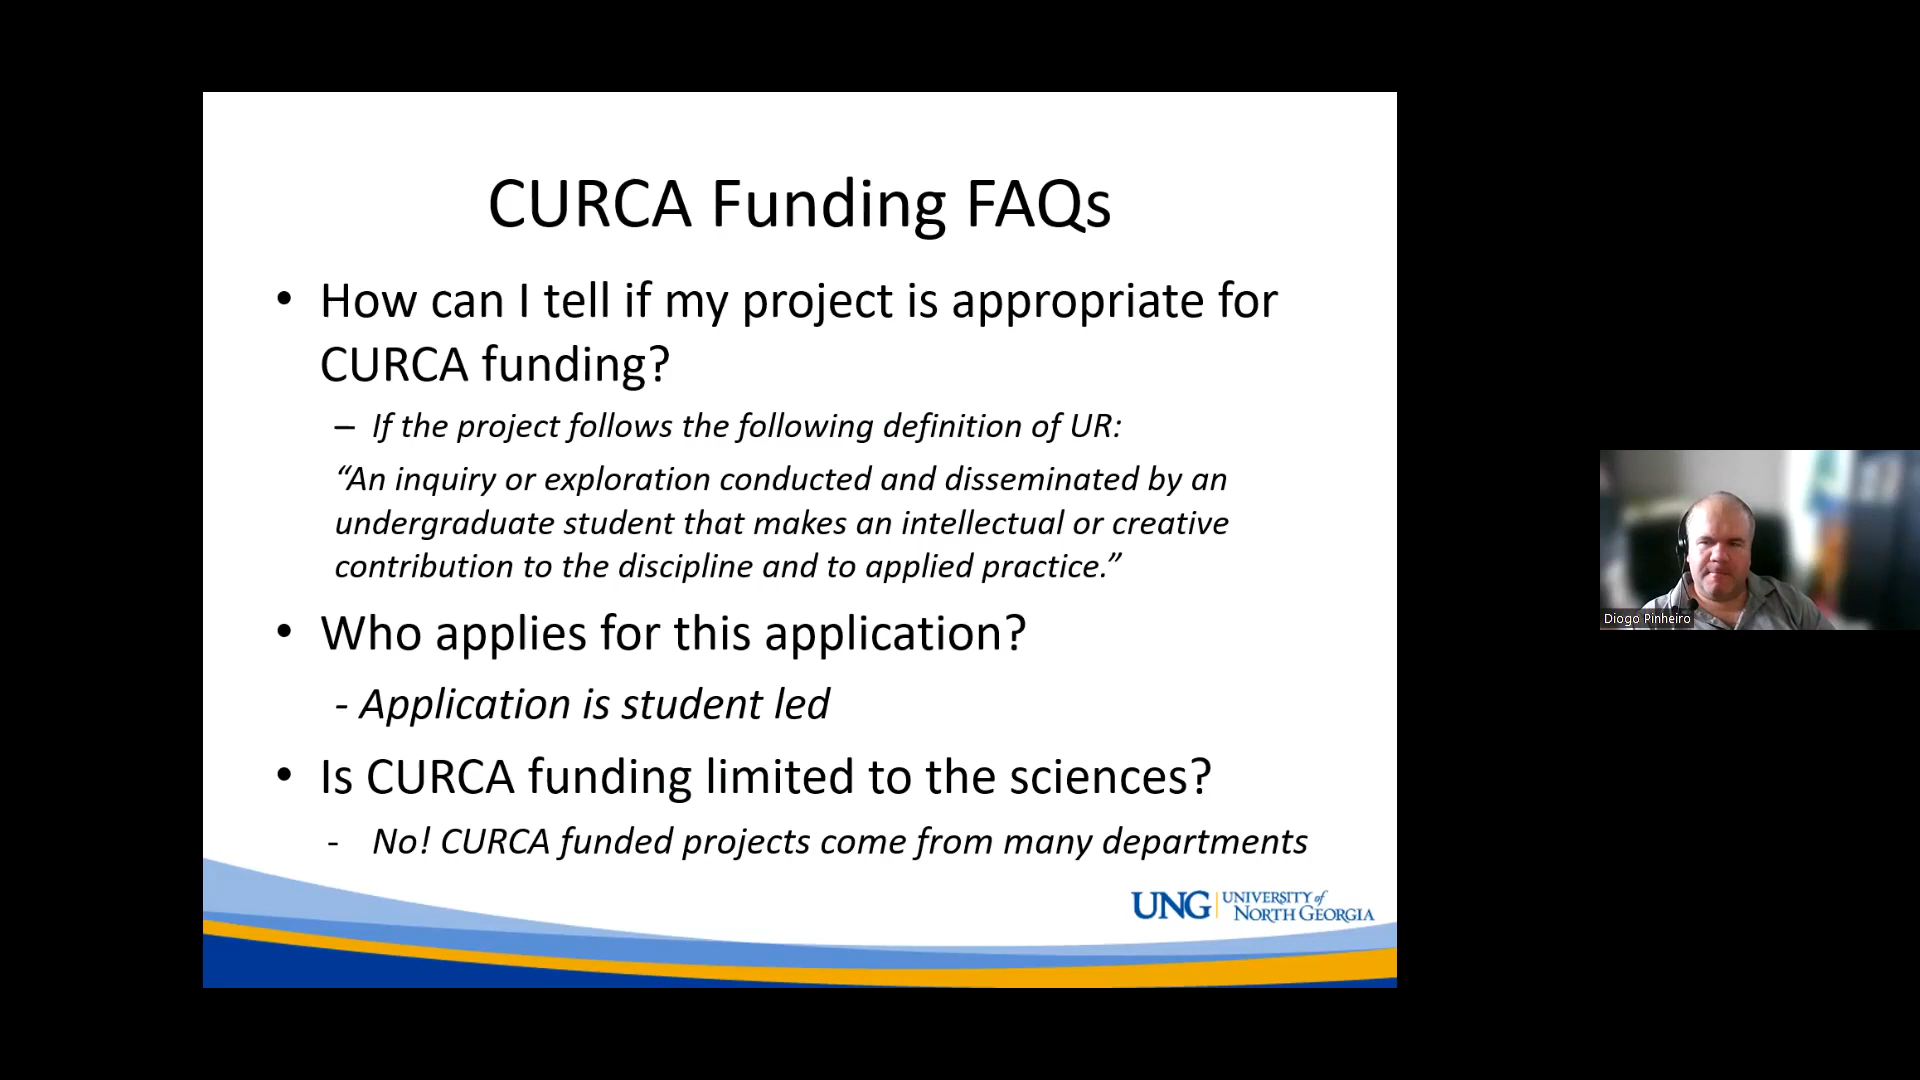 CURCA Funding FAQs
• How can I tell if my project is appropriate for
CURCA funding?
– If the project follows the following definition of UR:
“An inquiry or exploration conducted and disseminated by an
undergraduate student that makes an intellectual or creative
contribution to the discipline and to applied practice.”
• Who applies for this application?
- Application is student led
• Is CURCA funding limited to the sciences?
- No! CURCA funded projects come from many departments
UNG | UNIVERSITY of
NORTH GEORGIA
Diogo Pinheiro